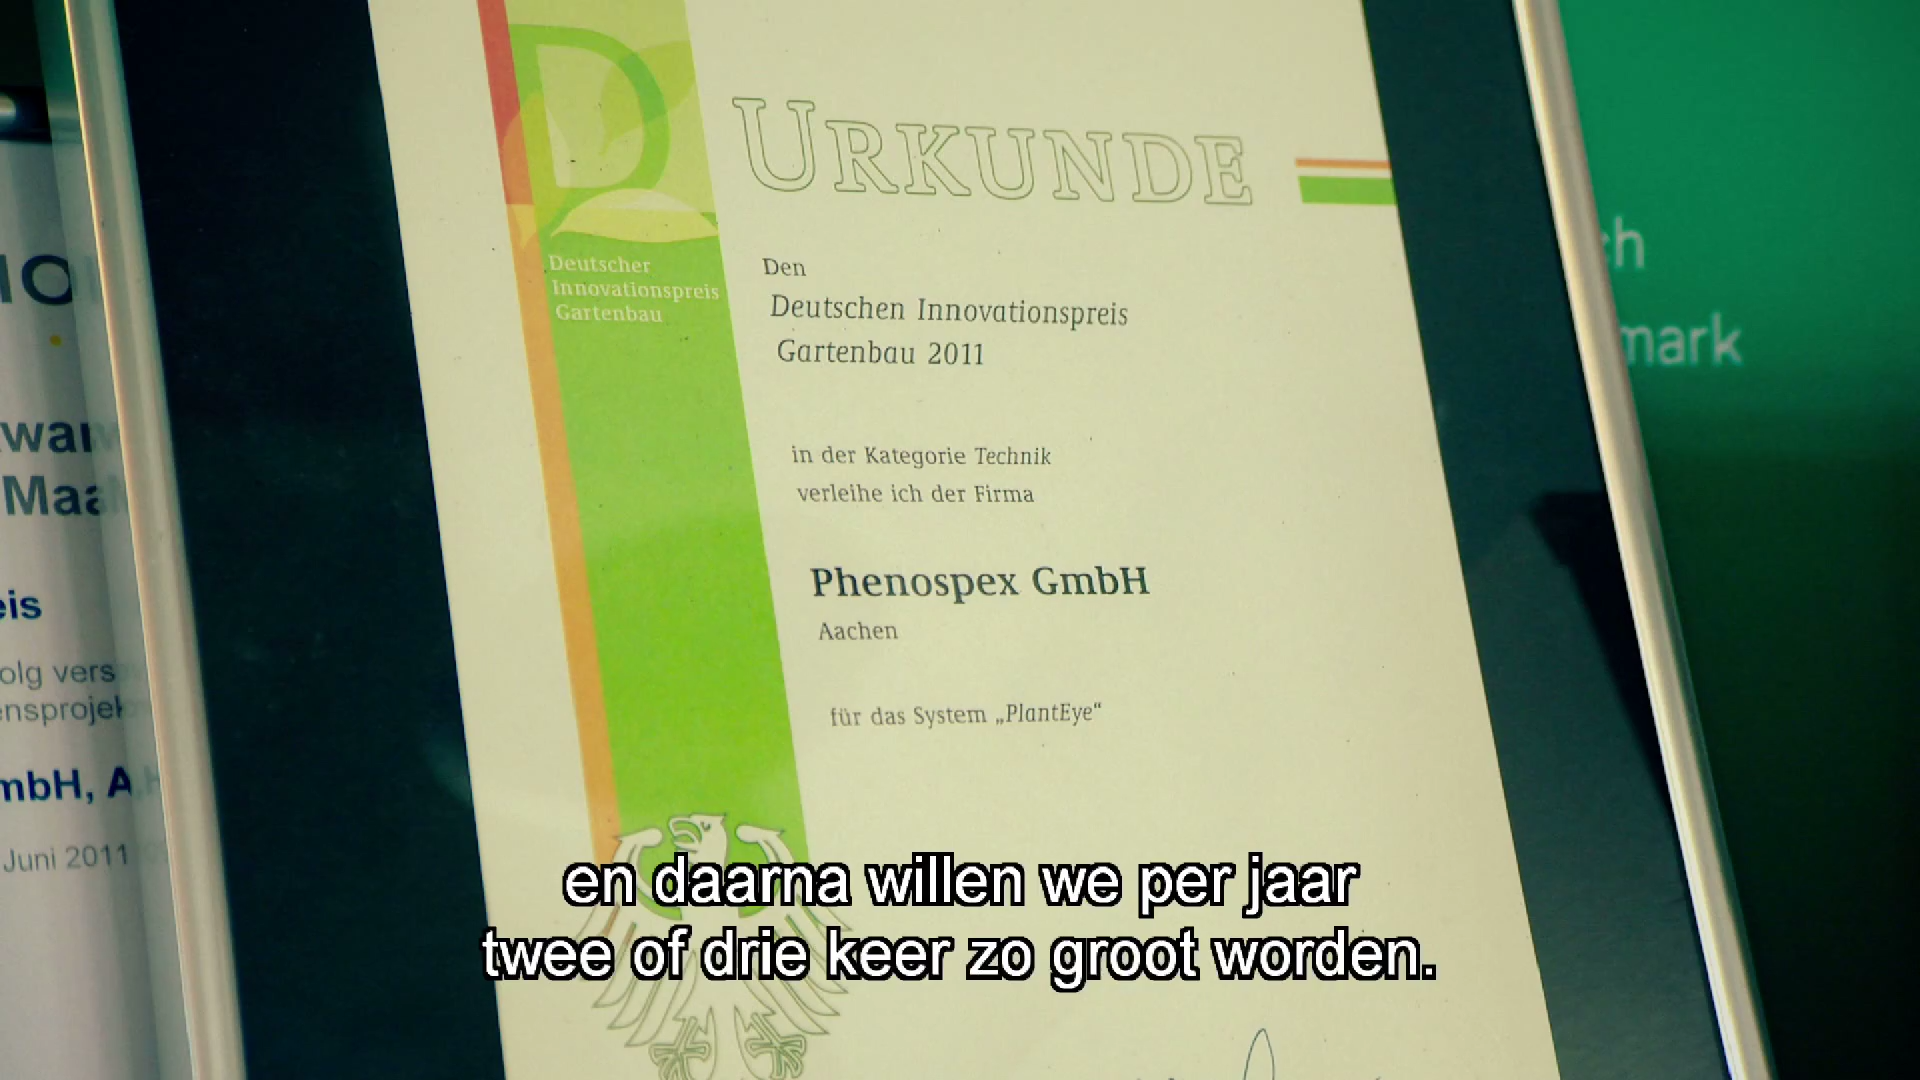 URKUNDE
Deutscher
Innovationspreis
Gartenbau
Den
Deutschen Innovationspreis
Gartenbau 2011
in der Kategorie Technik
verleihe ich der Firma
Phenospex GmbH
Aachen
für das System „PlantEye“
mark
Juni 2011
en daarna willen we per jaar
twee of drie keer zo groot worden.